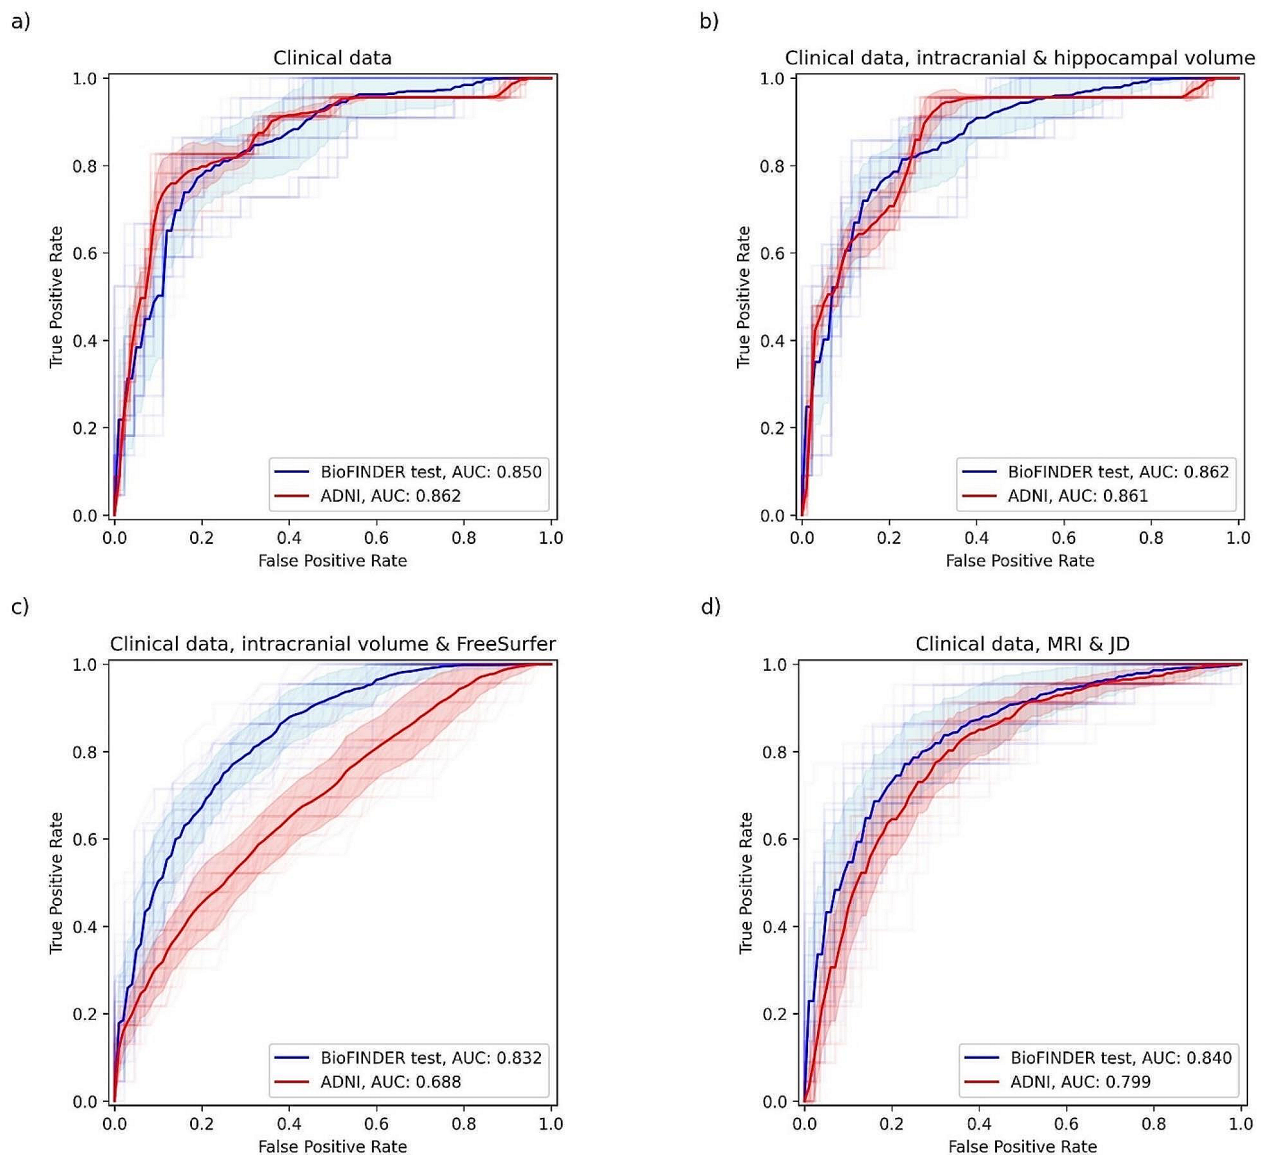 a)
Clinical data
1.0
0.8
0.6
0.4
0.2
0.0
True Positive Rate
BioFINDER test, AUC: 0.850
ADNI, AUC: 0.862
0.0 0.2 0.4 0.6 0.8 1.0
False Positive Rate
b)
Clinical data, intracranial & hippocampal volume
1.0
0.8
0.6
0.4
0.2
0.0
True Positive Rate
BioFINDER test, AUC: 0.862
ADNI, AUC: 0.861
0.0 0.2 0.4 0.6 0.8 1.0
False Positive Rate
c)
Clinical data, intracranial volume & FreeSurfer
1.0
0.8
0.6
0.4
0.2
0.0
True Positive Rate
BioFINDER test, AUC: 0.832
ADNI, AUC: 0.688
0.0 0.2 0.4 0.6 0.8 1.0
False Positive Rate
d)
Clinical data, MRI & JD
1.0
0.8
0.6
0.4
0.2
0.0
True Positive Rate
BioFINDER test, AUC: 0.840
ADNI, AUC: 0.799
0.0 0.2 0.4 0.6 0.8 1.0
False Positive Rate